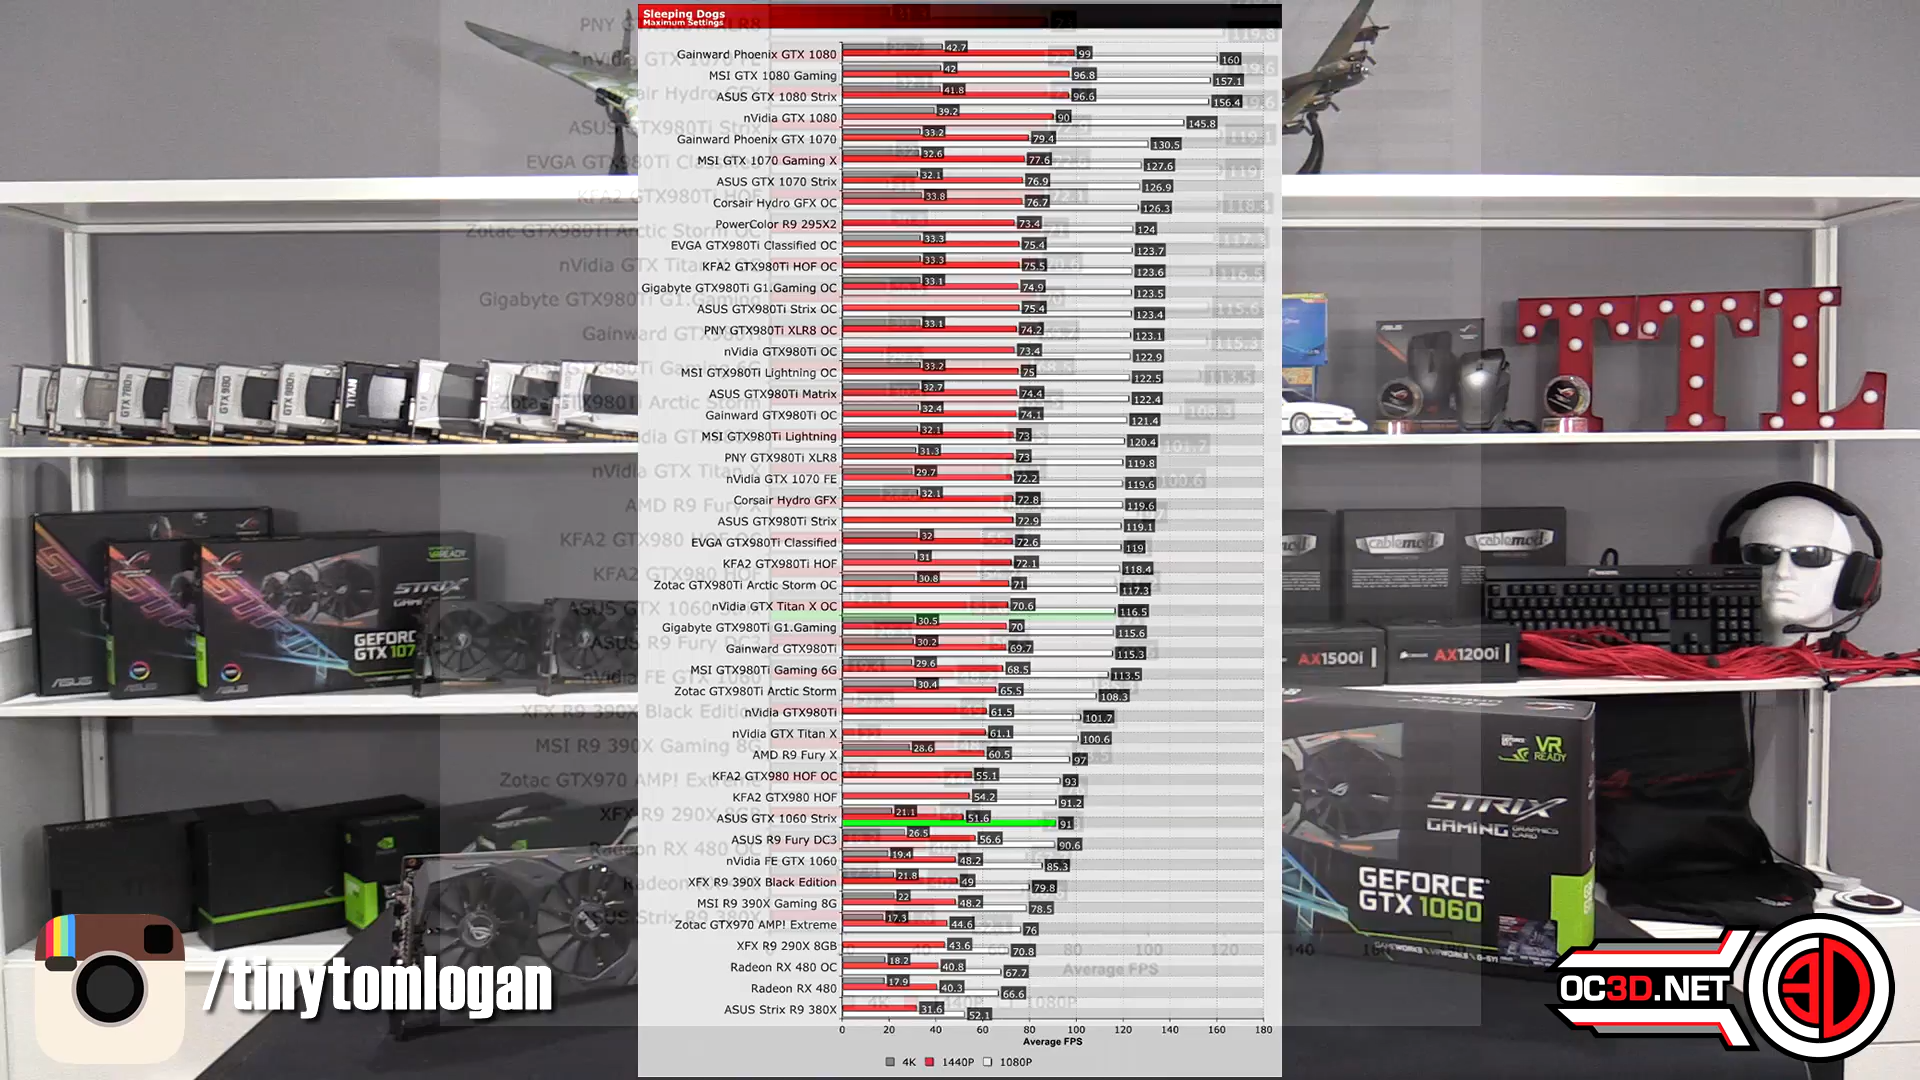 Sleeping Dogs
Maximum Settings
Gainward Phoenix GTX 1080 42.7 99 160
MSI GTX 1080 Gaming 42 96.8 157.1
ASUS GTX 1080 Strix 41.8 96.6 156.4
nVidia GTX 1080 39.2 90 145.8
Gainward Phoenix GTX 1070 33.2 79.4 130.5
MSI GTX 1070 Gaming X 32.6 77.6 127.6
ASUS GTX 1070 Strix 32.1 76.9 126.9
Corsair Hydro GFX OC 33.8 76.7 126.3
PowerColor R9 295X2 73.4 124
EVGA GTX980Ti Classified OC 33.3 75.4 123.7
KFA2 GTX980Ti HOF OC 33.3 75.5 123.6
Gigabyte GTX980Ti G1.Gaming OC 33.1 74.9 123.5
ASUS GTX980Ti Strix OC 75.4 123.4
PNY GTX980Ti XLR8 OC 33.1 74.2 123.1
nVidia GTX980Ti OC 73.4 122.9
MSI GTX980Ti Lightning OC 33.2 75 122.5
ASUS GTX980Ti Matrix 32.7 74.4 122.4
Gainward GTX980Ti OC 32.4 74.1 121.4
MSI GTX980Ti Lightning 32.1 73 120.4
PNY GTX980Ti XLR8 31.3 73 119.8
nVidia GTX 1070 FE 29.7 72.2 119.6
Corsair Hydro GFX 32.1 72.8 119.6
ASUS GTX980Ti Strix 72.9 119.1
EVGA GTX980Ti Classified 32 72.6 119
KFA2 GTX980Ti HOF 31 72.1 118.4
Zotac GTX980Ti Arctic Storm OC 30.8 71 117.3
nVidia GTX Titan X OC 70.6 116.5
Gigabyte GTX980Ti G1.Gaming 30.5 70 115.6
Gainward GTX980Ti 30.2 69.7 115.3
MSI GTX980Ti Gaming 6G 29.6 68.5 113.5
Zotac GTX980Ti Arctic Storm 30.4 65.5 108.3
nVidia GTX980Ti 61.5 101.7
nVidia GTX Titan X 61.1 100.6
AMD R9 Fury X 28.6 60.5 97
KFA2 GTX980 HOF OC 55.1 93
KFA2 GTX980 HOF 54.2 91.2
ASUS GTX 1060 Strix 21.1 51.6 91
ASUS R9 Fury DC3 26.5 56.6 90.6
nVidia FE GTX 1060 19.4 48.2 85.3
XFX R9 390X Black Edition 21.8 49 79.8
MSI R9 390X Gaming 8G 22 48.2 78.5
Zotac GTX970 AMP! Extreme 17.3 44.6 76
XFX R9 290X 8GB 43.6 70.8
Radeon RX 480 OC 18.2 40.8 67.7
Radeon RX 480 17.9 40.3 66.6
ASUS Strix R9 380X 31.6 52.1
0 20 40 60 80 100 120 140 160 180
Average FPS
4K 1440P 1080P
TTL
GTX 980
TITAN
STRIX
GEFORCE
GTX 107
ASUS
cablemod
AX1500i
AX1200i
VR
READY
STRIX
GAMING GRAPHICS CARD
GEFORCE
GTX 1060
/tinytomlogan
OC3D.NET
3D